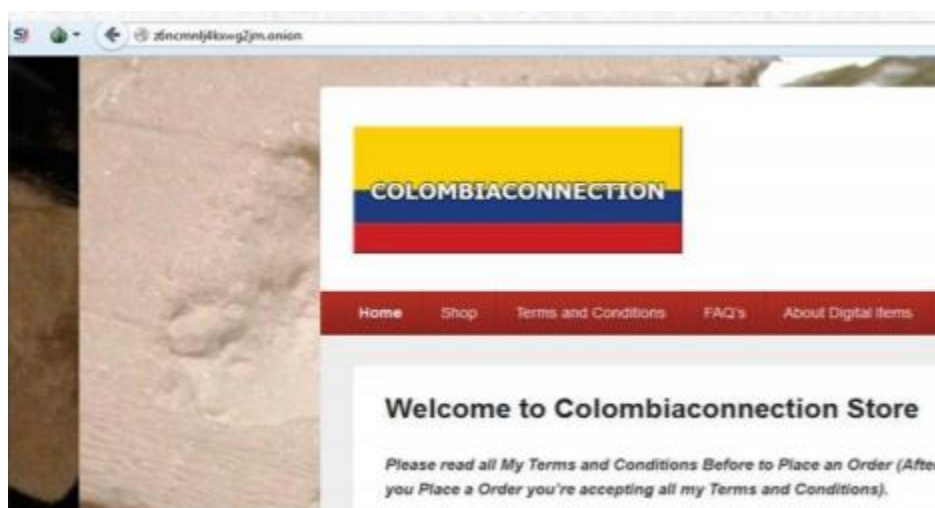 COLOMBIACONNECTION
Home Shop Terms and Conditions FAQ's About Digital Items
Welcome to Colombiaconnection Store
Please read all My Terms and Conditions Before to Place an Order (After
you Place a Order you're accepting all my Terms and Conditions).